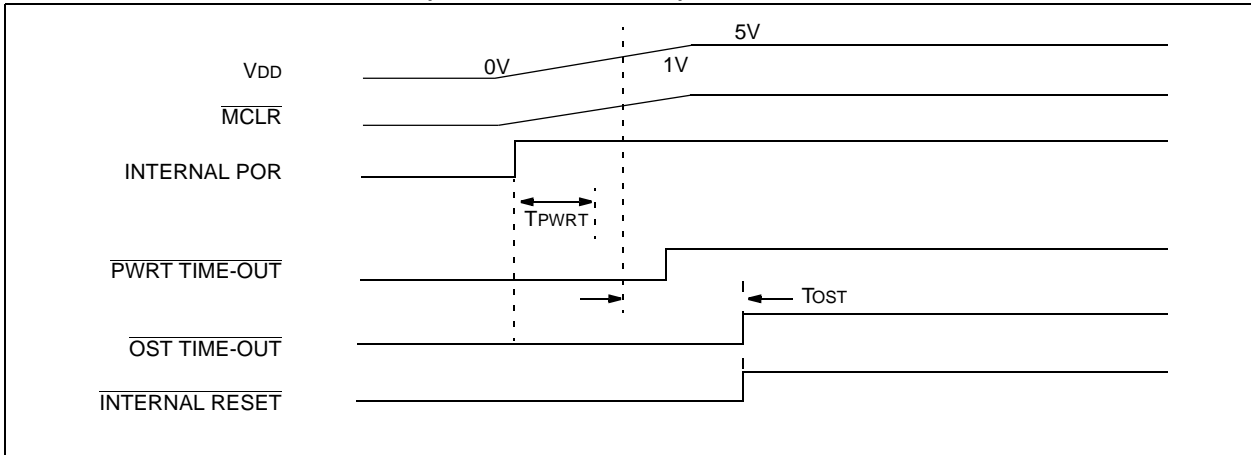 5V
VDD
0V
1V
MCLR
INTERNAL POR
TPWRT
PWRT TIME-OUT
TOST
OST TIME-OUT
INTERNAL RESET